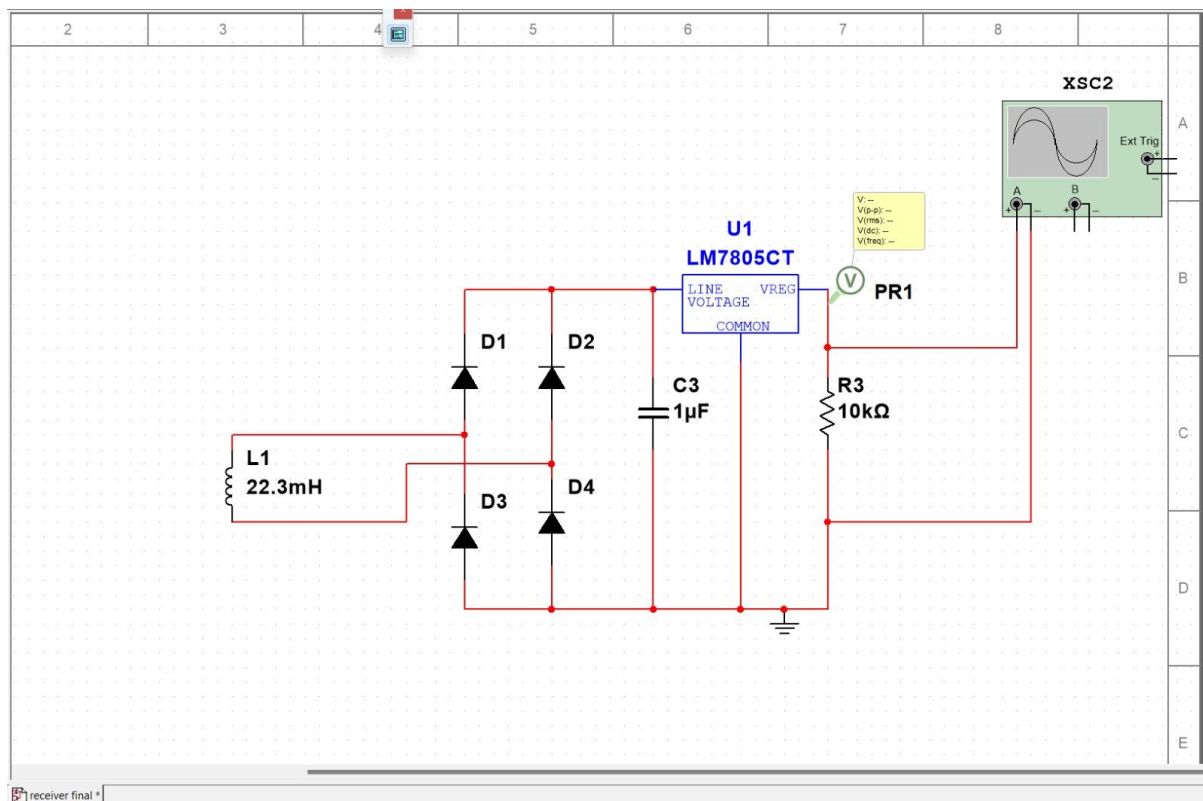 2 3 4 5 6 7 8
XSC2
A
Ext Trig
+
−
A
B
+ − + −
V: --
V(p-p): --
V(rms): --
V(dc): --
V(freq): --
U1
LM7805CT
B
V
PR1
LINE VREG
VOLTAGE
COMMON
D1
D2
C3
1µF
R3
10kΩ
C
L1
22.3mH
D3
D4
D
E
receiver final *